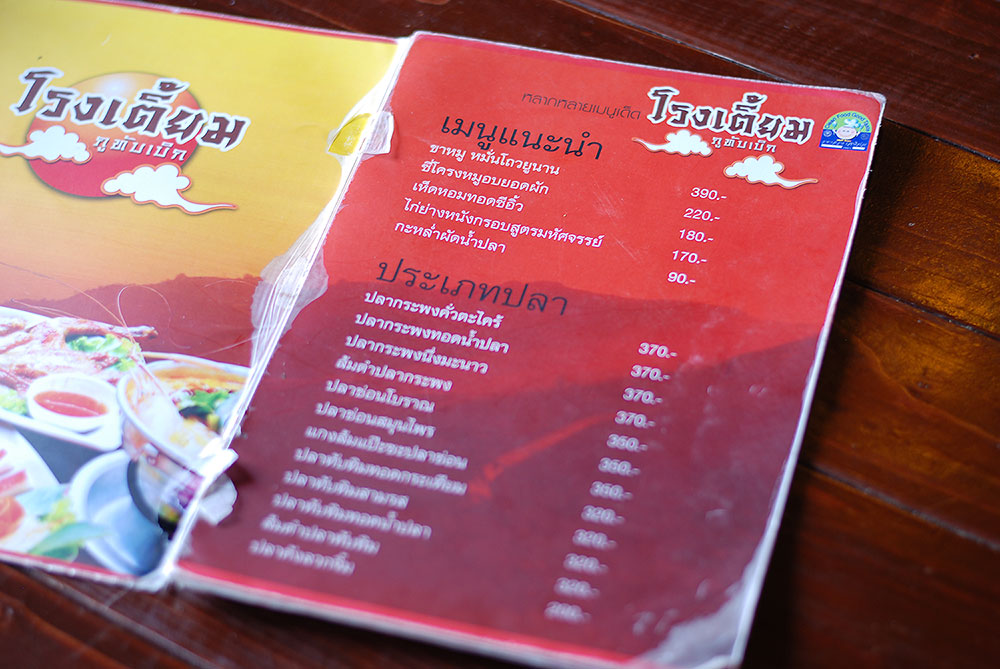 โรงเตี๊ยม
ภูทับเบิก
หลากหลายเมนูเด็ด
โรงเตี๊ยม
ภูทับเบิก
เมนูแนะนำ
ขาหมู หมั่นโถวยูนาน 390.-
ซี่โครงหมูอบยอดผัก 220.-
เห็ดหอมทอดซีอิ๊ว 180.-
ไก่ย่างหนังกรอบสูตรมหัศจรรย์ 170.-
กะหล่ำผัดน้ำปลา 90.-
ประเภทปลา
ปลากระพงคั่วตะไคร้ 370.-
ปลากระพงทอดน้ำปลา 370.-
ปลากระพงนึ่งมะนาว 370.-
ส้มตำปลากระพง 370.-
ปลาช่อนโบราณ 350.-
ปลาช่อนสมุนไพร 350.-
แกงส้มแป๊ะซะปลาช่อน 350.-
ปลาทับทิมทอดกระเทียม 320.-
ปลาทับทิมสามรส 320.-
ปลาทับทิมทอดน้ำปลา 320.-
ส้มตำปลาทับทิม 320.-
ปลาคังลวกจิ้ม